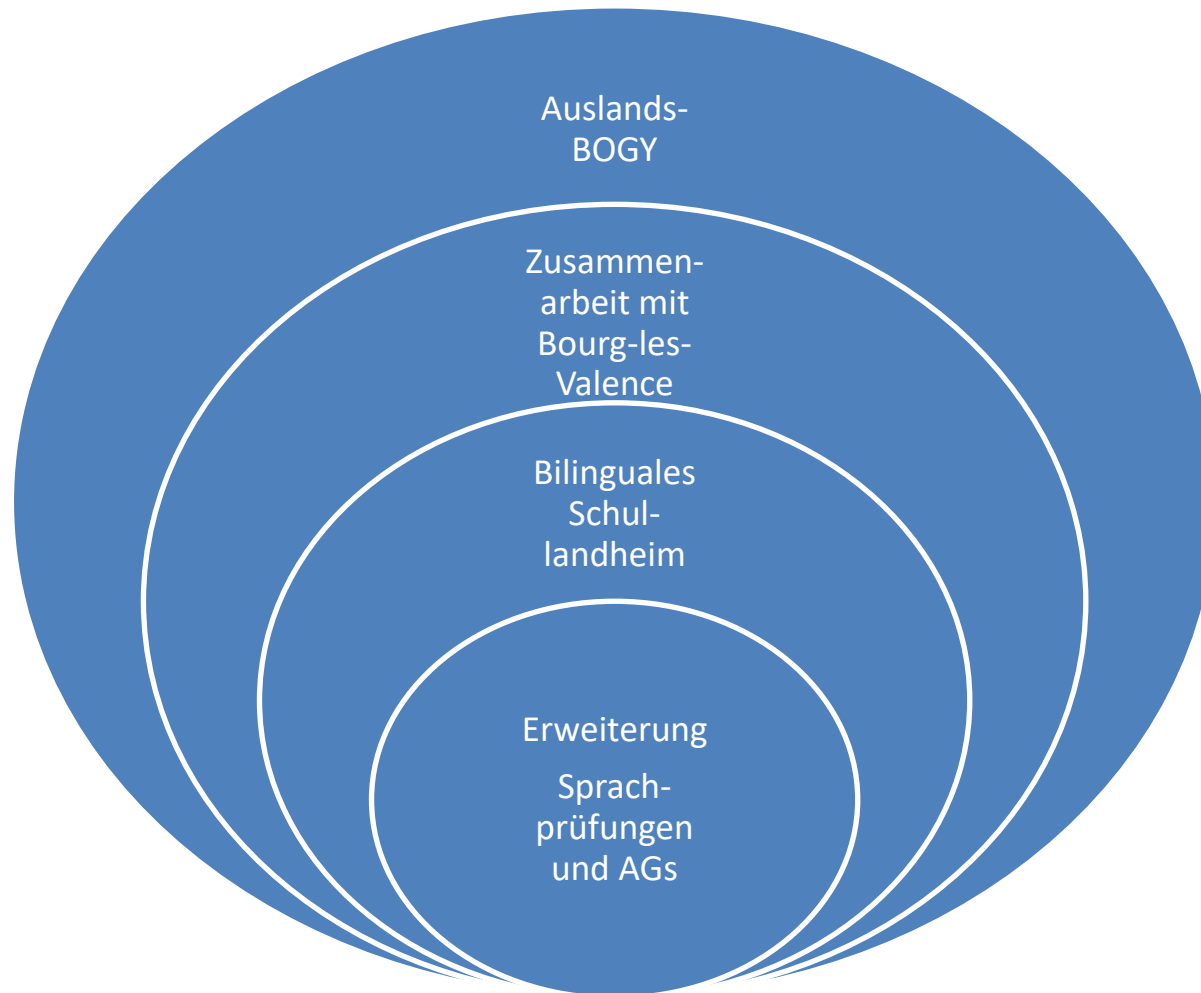 Auslands-
BOGY
Zusammen-
arbeit mit
Bourg-les-
Valence
Bilinguales
Schul-
landheim
Erweiterung
Sprach-
prüfungen
und AGs